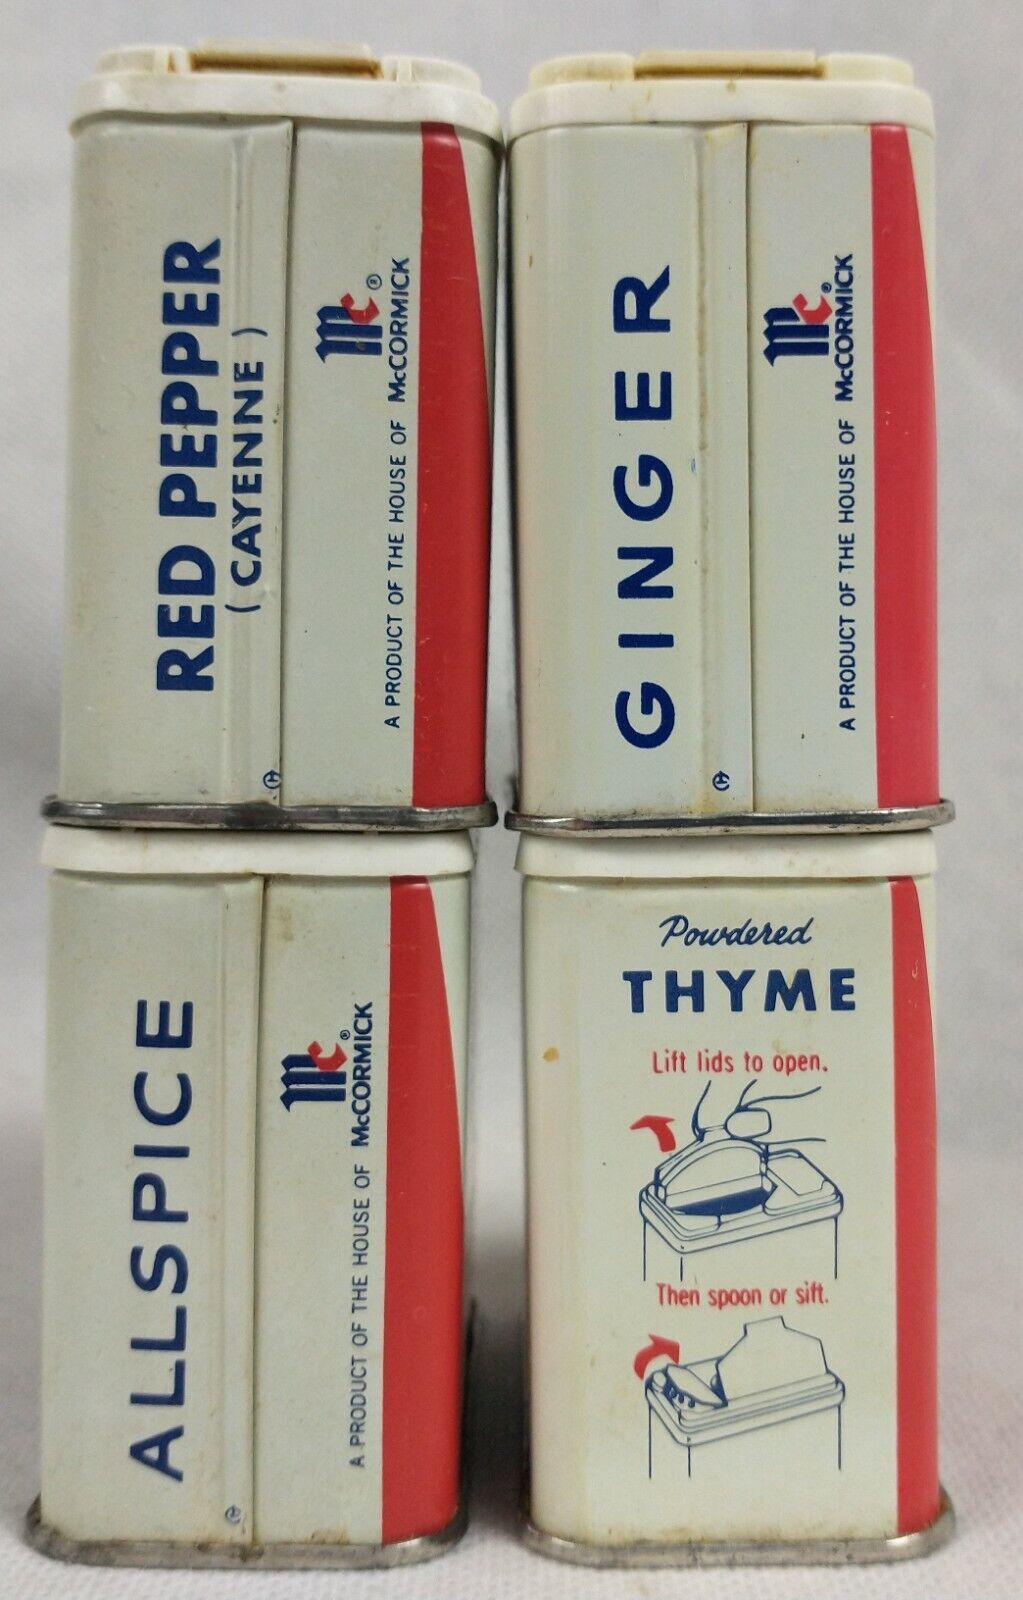 RED PEPPER
(CAYENNE)
Mc®
A PRODUCT OF THE HOUSE OF McCORMICK
GINGER
Mc®
A PRODUCT OF THE HOUSE OF McCORMICK
ALLSPICE
Mc®
A PRODUCT OF THE HOUSE OF McCORMICK
Powdered
THYME
Lift lids to open.
Then spoon or sift.